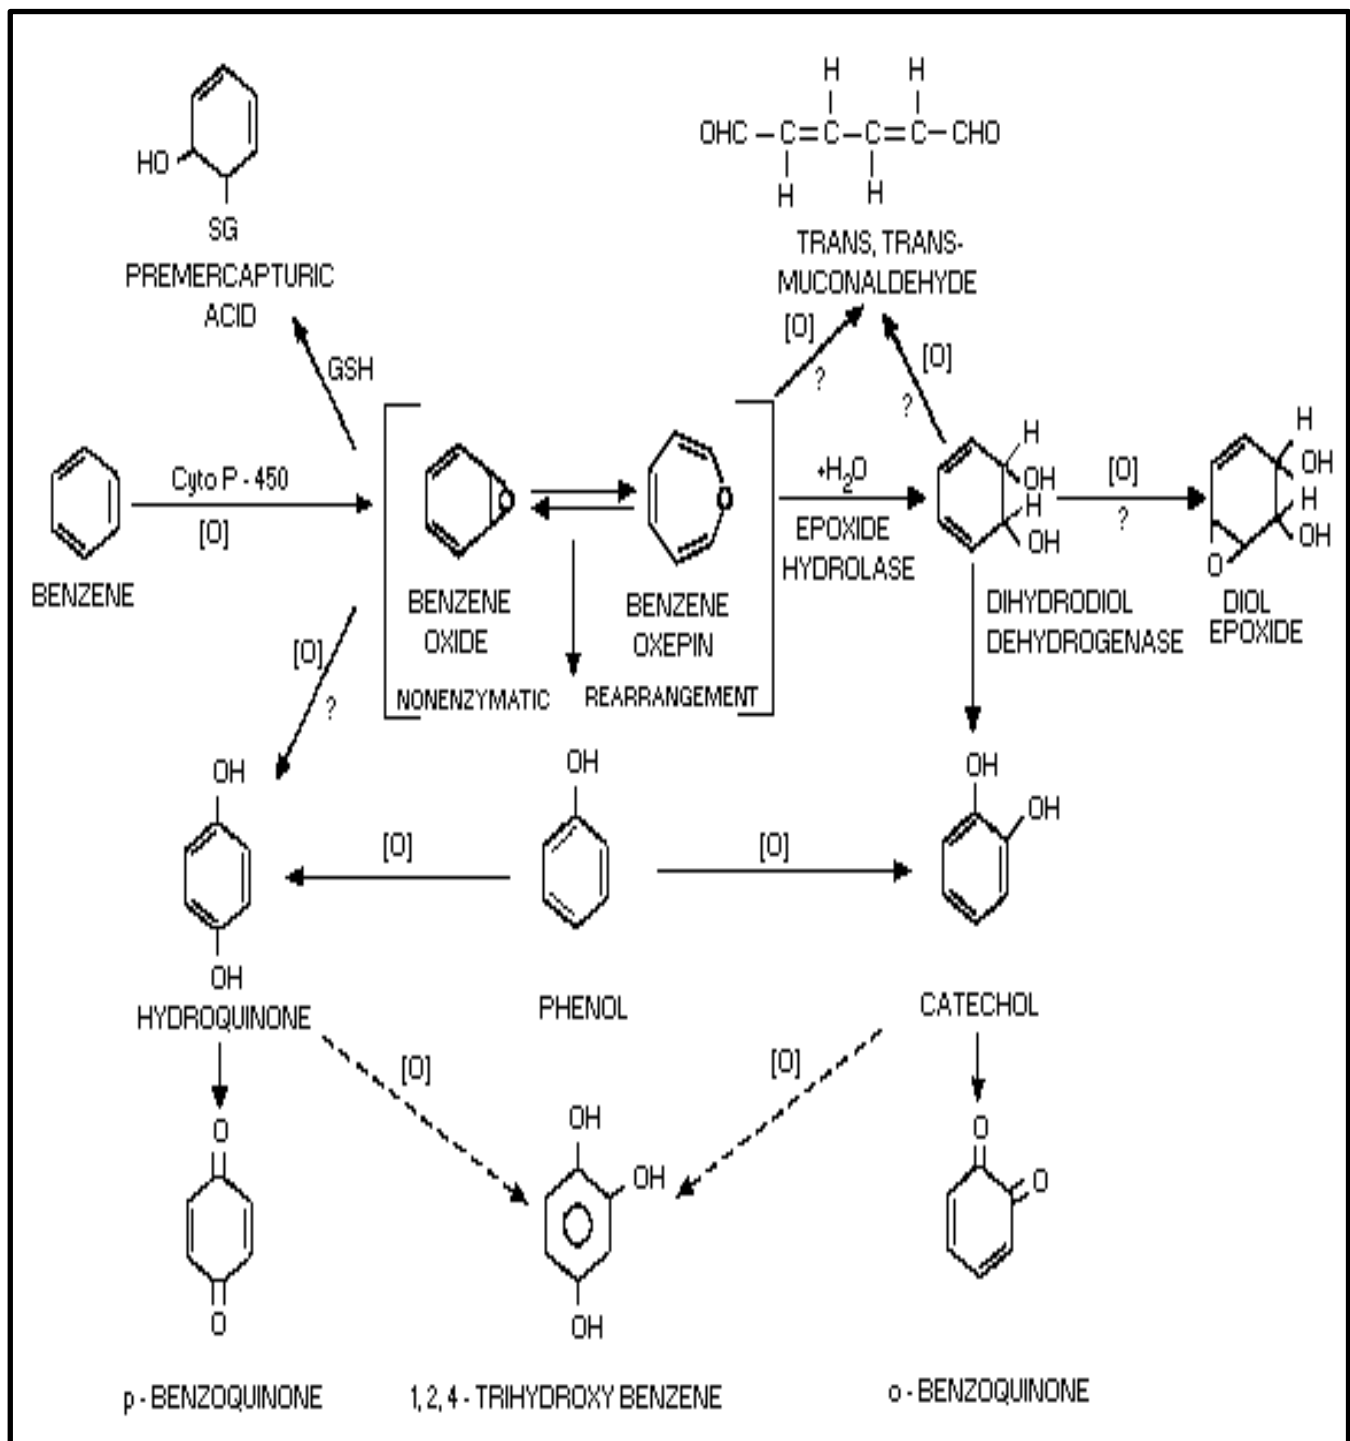 H H
OHC – C = C – C = C – CHO
H H
HO
SG
PREMERCAPTURIC
ACID
TRANS, TRANS-
MUCONALDEHYDE
GSH
[O]
?
[O]
?
BENZENE
Cyto P - 450
[O]
O
BENZENE
OXIDE
O
BENZENE
OXEPIN
NONENZYMATIC REARRANGEMENT
+H2O
EPOXIDE
HYDROLASE
H
OH
H
OH
[O]
?
H
OH
H
OH
O
DIOL
EPOXIDE
DIHYDRODIOL
DEHYDROGENASE
[O]
?
OH
OH
HYDROQUINONE
[O]
OH
PHENOL
[O]
OH
OH
CATECHOL
[O]
[O]
O
O
p - BENZOQUINONE
OH
OH
OH
1, 2, 4 - TRIHYDROXY BENZENE
O
O
o - BENZOQUINONE